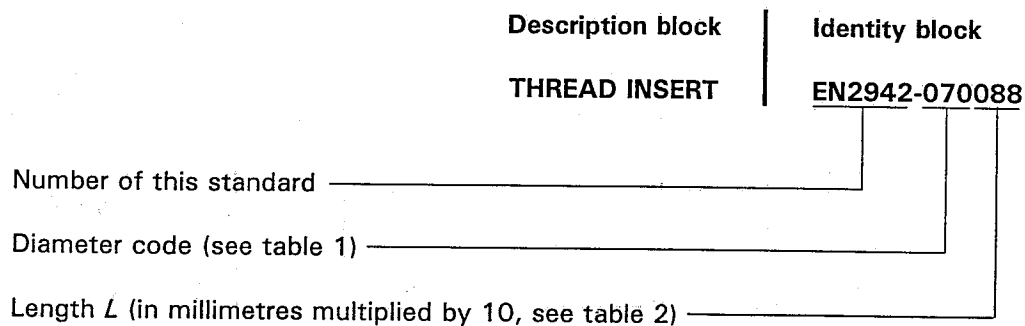 Description block Identity block
THREAD INSERT EN2942-070088
Number of this standard
Diameter code (see table 1)
Length L (in millimetres multiplied by 10, see table 2)